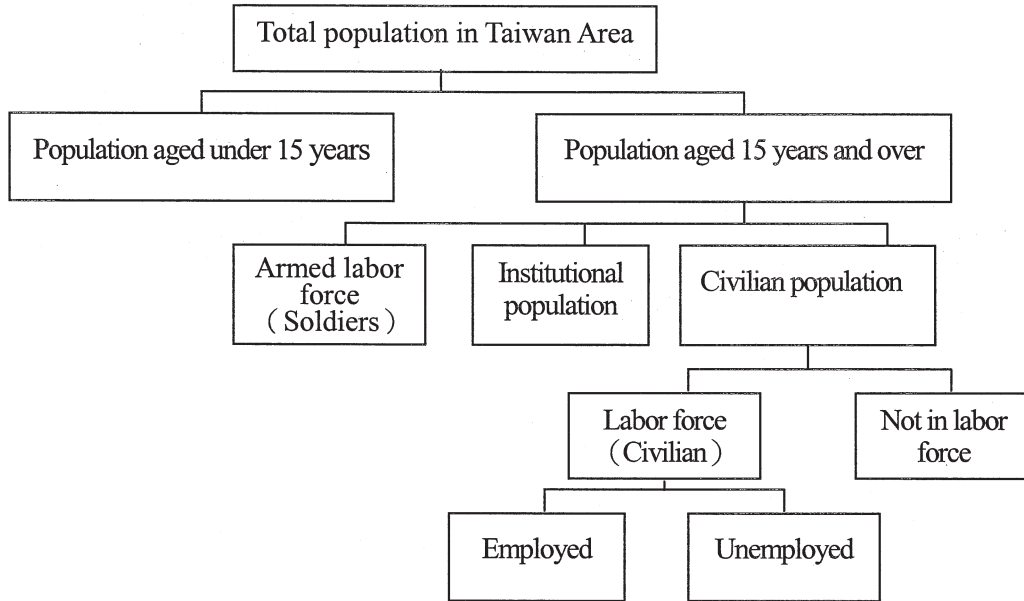 Total population in Taiwan Area
Population aged under 15 years
Population aged 15 years and over
Armed labor
force
（Soldiers）
Institutional
population
Civilian population
Labor force
（Civilian）
Not in labor
force
Employed
Unemployed